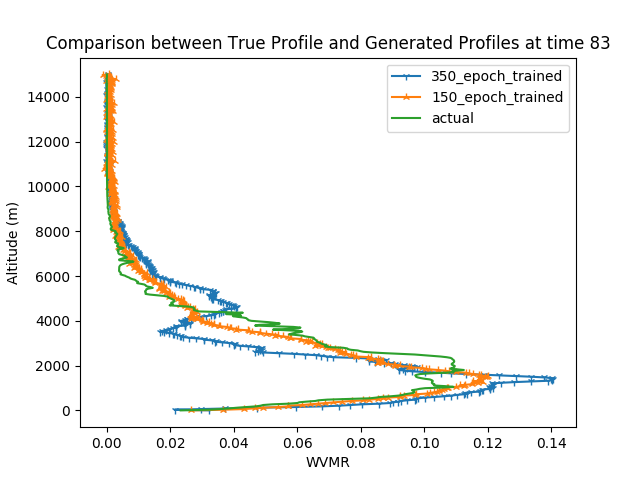 Comparison between True Profile and Generated Profiles at time 83
350_epoch_trained
150_epoch_trained
actual
14000
12000
10000
8000
6000
4000
2000
0
Altitude (m)
0.00 0.02 0.04 0.06 0.08 0.10 0.12 0.14
WVMR